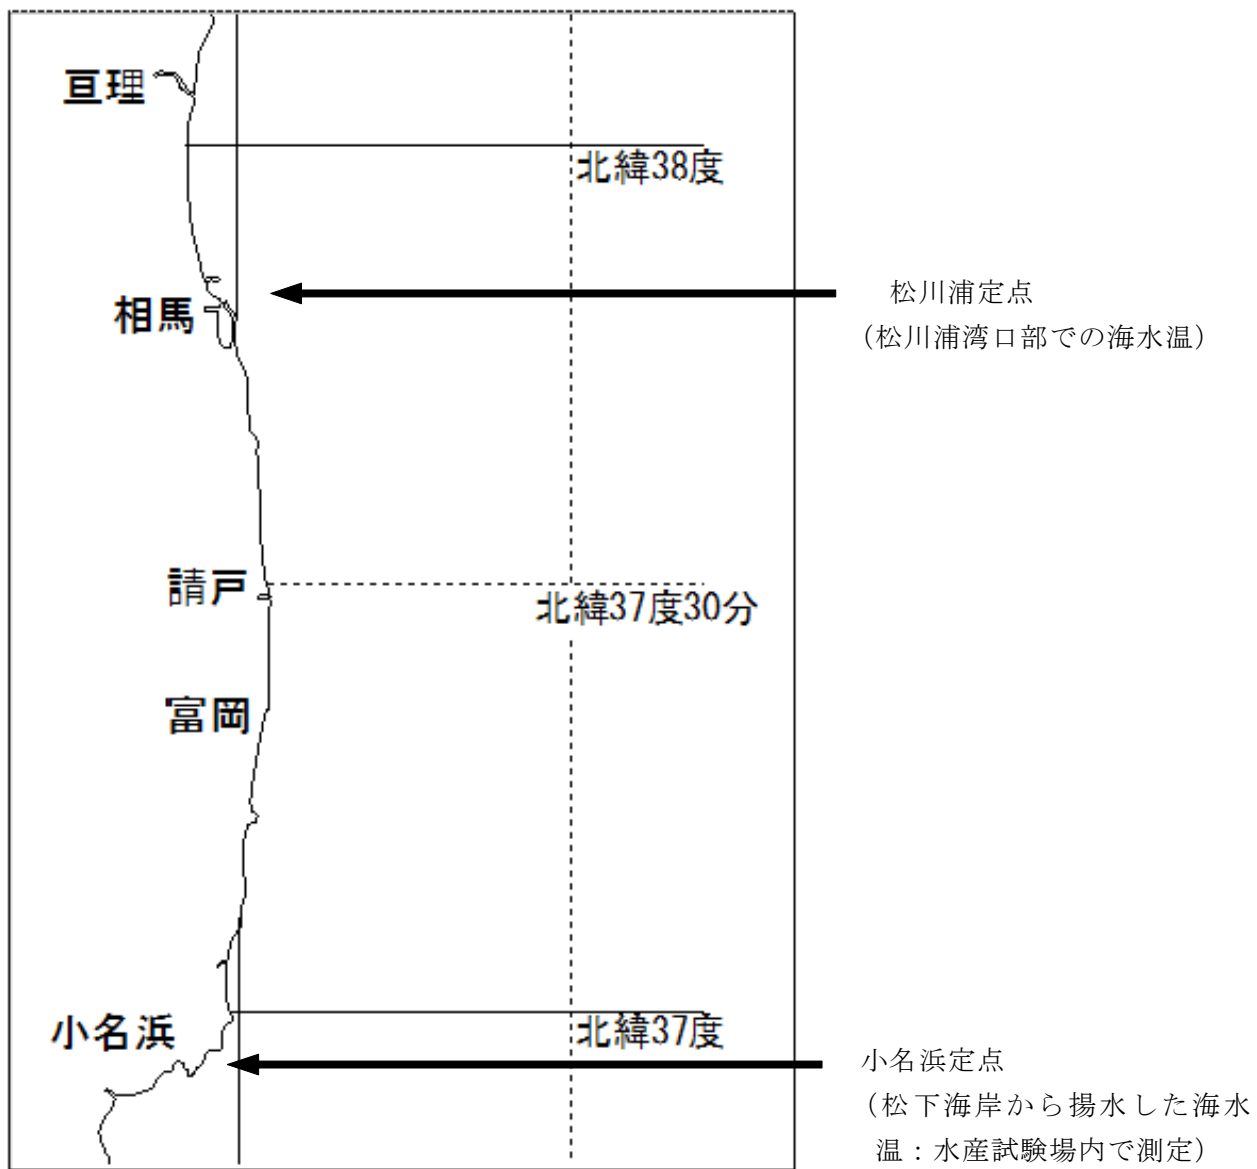 亘理
北緯38度
松川浦定点
(松川浦湾口部での海水温)
相馬
請戸
北緯37度30分
富岡
小名浜
北緯37度
小名浜定点
(松下海岸から揚水した海水
温：水産試験場内で測定)